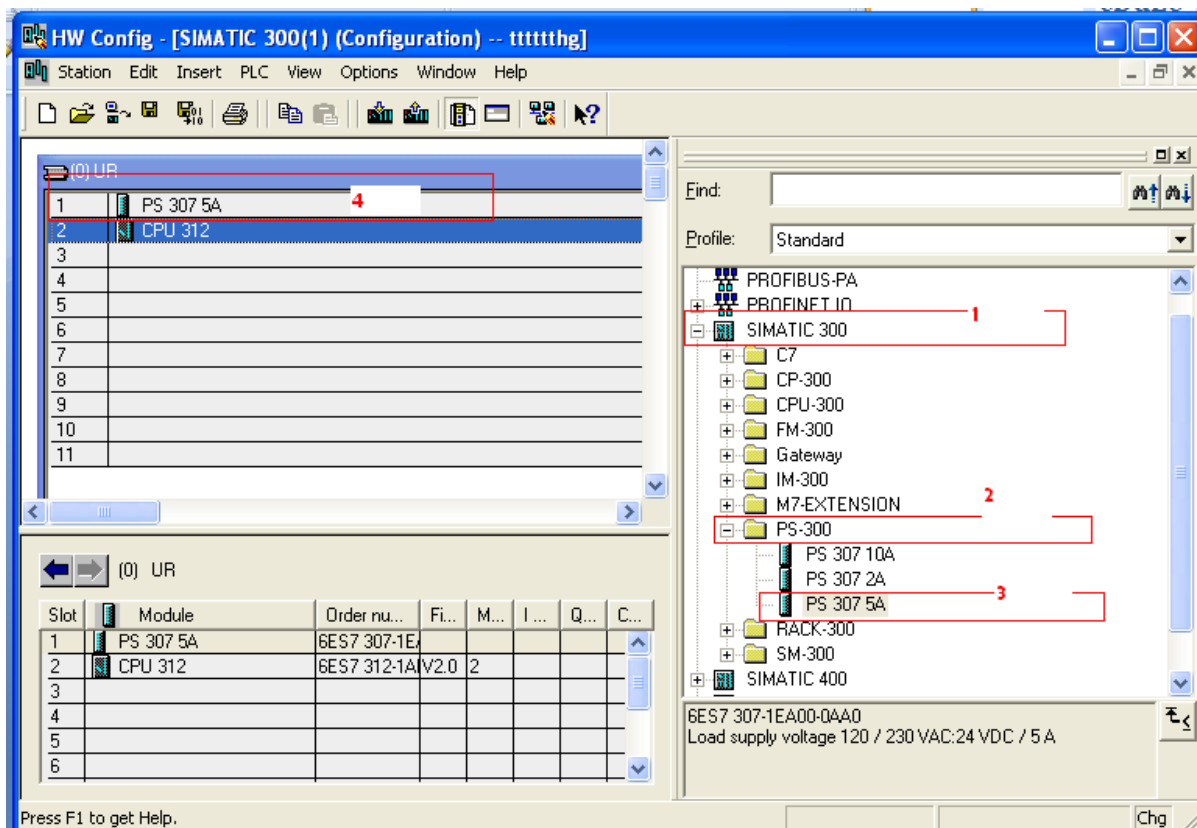 HW Config - [SIMATIC 300(1) (Configuration) -- ttttttthg]
Station Edit Insert PLC View Options Window Help
(0) UR
1 PS 307 5A 4
2 CPU 312
3
4
5
6
7
8
9
10
11
Find:
Profile: Standard
PROFIBUS-PA
PROFINET IO
1
SIMATIC 300
C7
CP-300
CPU-300
FM-300
Gateway
IM-300
M7-EXTENSION
2
PS-300
PS 307 10A
PS 307 2A
PS 307 5A 3
RACK-300
SM-300
SIMATIC 400
6ES7 307-1EA00-0AA0
Load supply voltage 120 / 230 VAC:24 VDC / 5 A
(0) UR
Slot Module Order nu... Fi... M... I ... Q... C...
1 PS 307 5A 6ES7 307-1E
2 CPU 312 6ES7 312-1A V2.0 2
3
4
5
6
Press F1 to get Help.
Chg